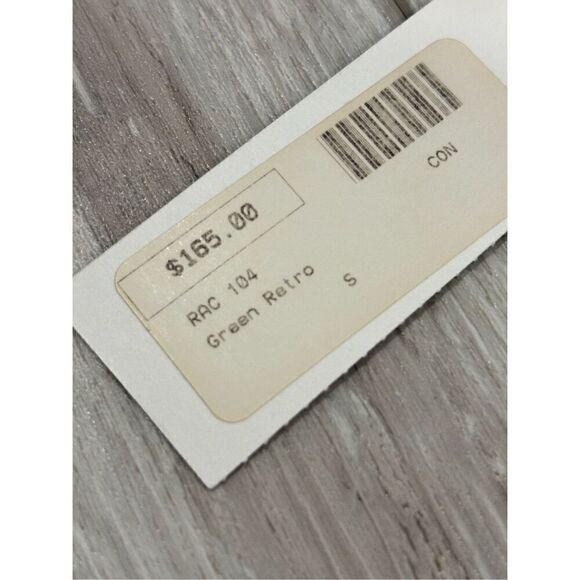 $165.00
RAC 104
Green Retro
S
CON